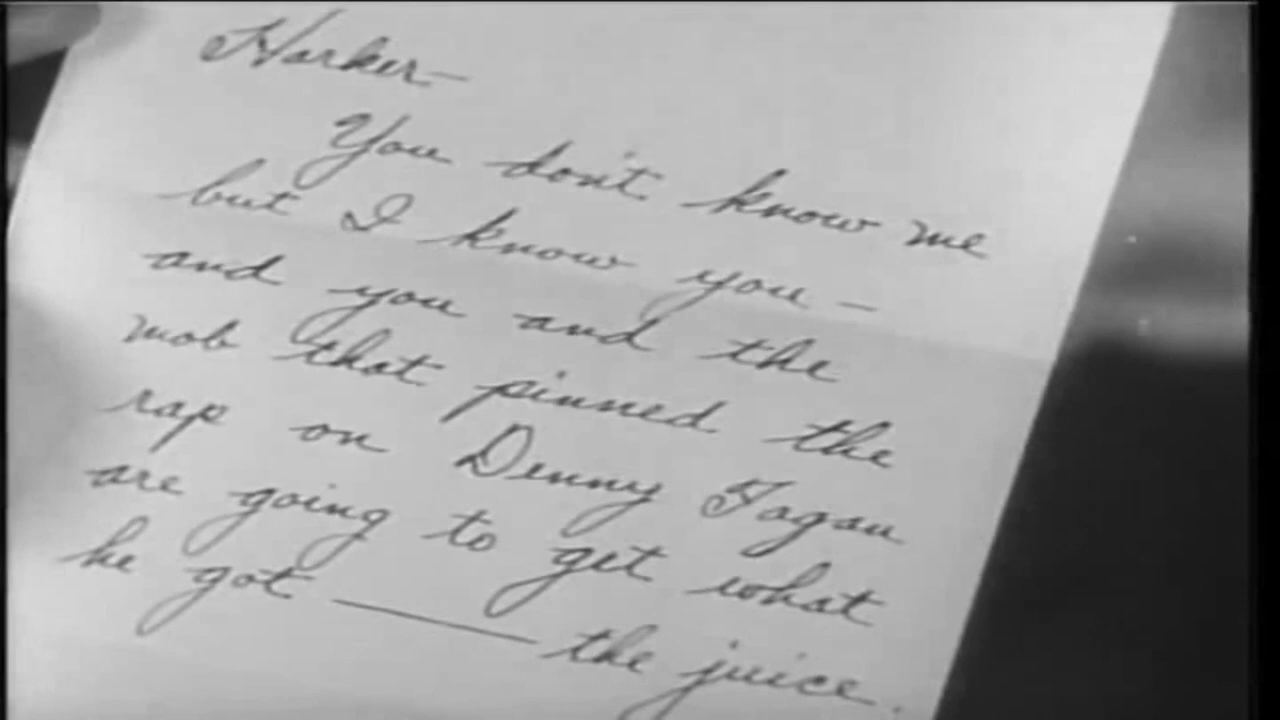 Harker—
You don't know me
but I know you —
and you and the
mob that pinned the
rap on Denny Fagan
are going to get what
he got ——— the juice.